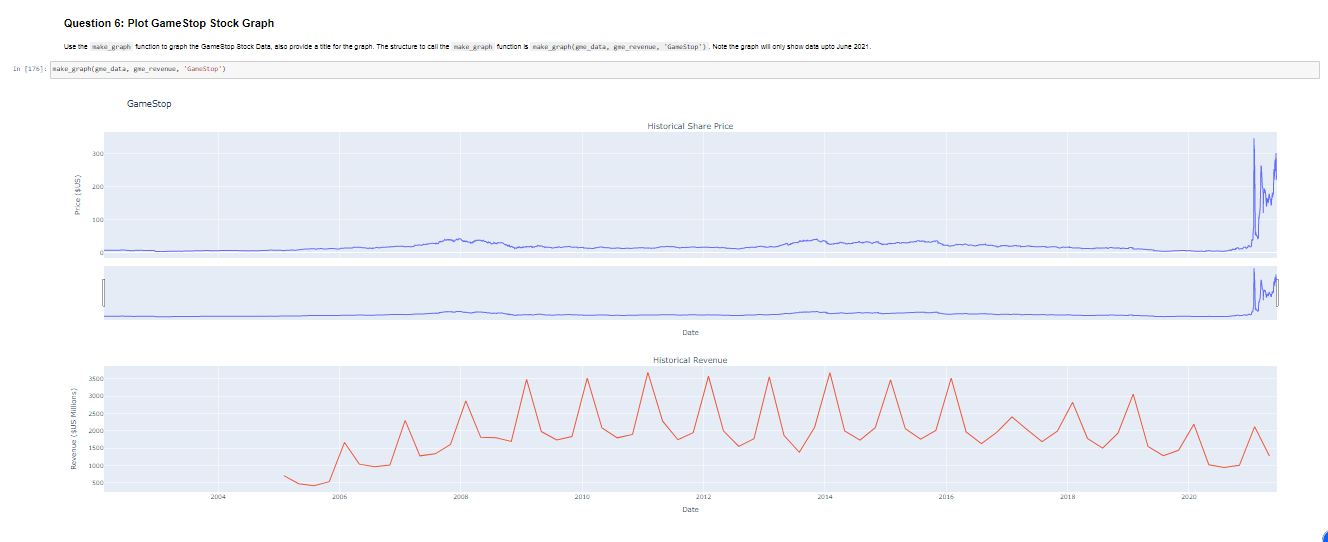 Question 6: Plot GameStop Stock Graph
Use the make_graph function to graph the GameStop Stock Data, also provide a title for the graph. The structure to call the make_graph function is make_graph(gme_data, gme_revenue, 'GameStop') . Note the graph will only show data upto June 2021.
In [176]: make_graph(gme_data, gme_revenue, 'GameStop')
GameStop
Historical Share Price
300
200
100
0
Price ($US)
Date
Historical Revenue
3500
3000
2500
2000
1500
1000
500
Revenue ($US Millions)
2004 2006 2008 2010 2012 2014 2016 2018 2020
Date